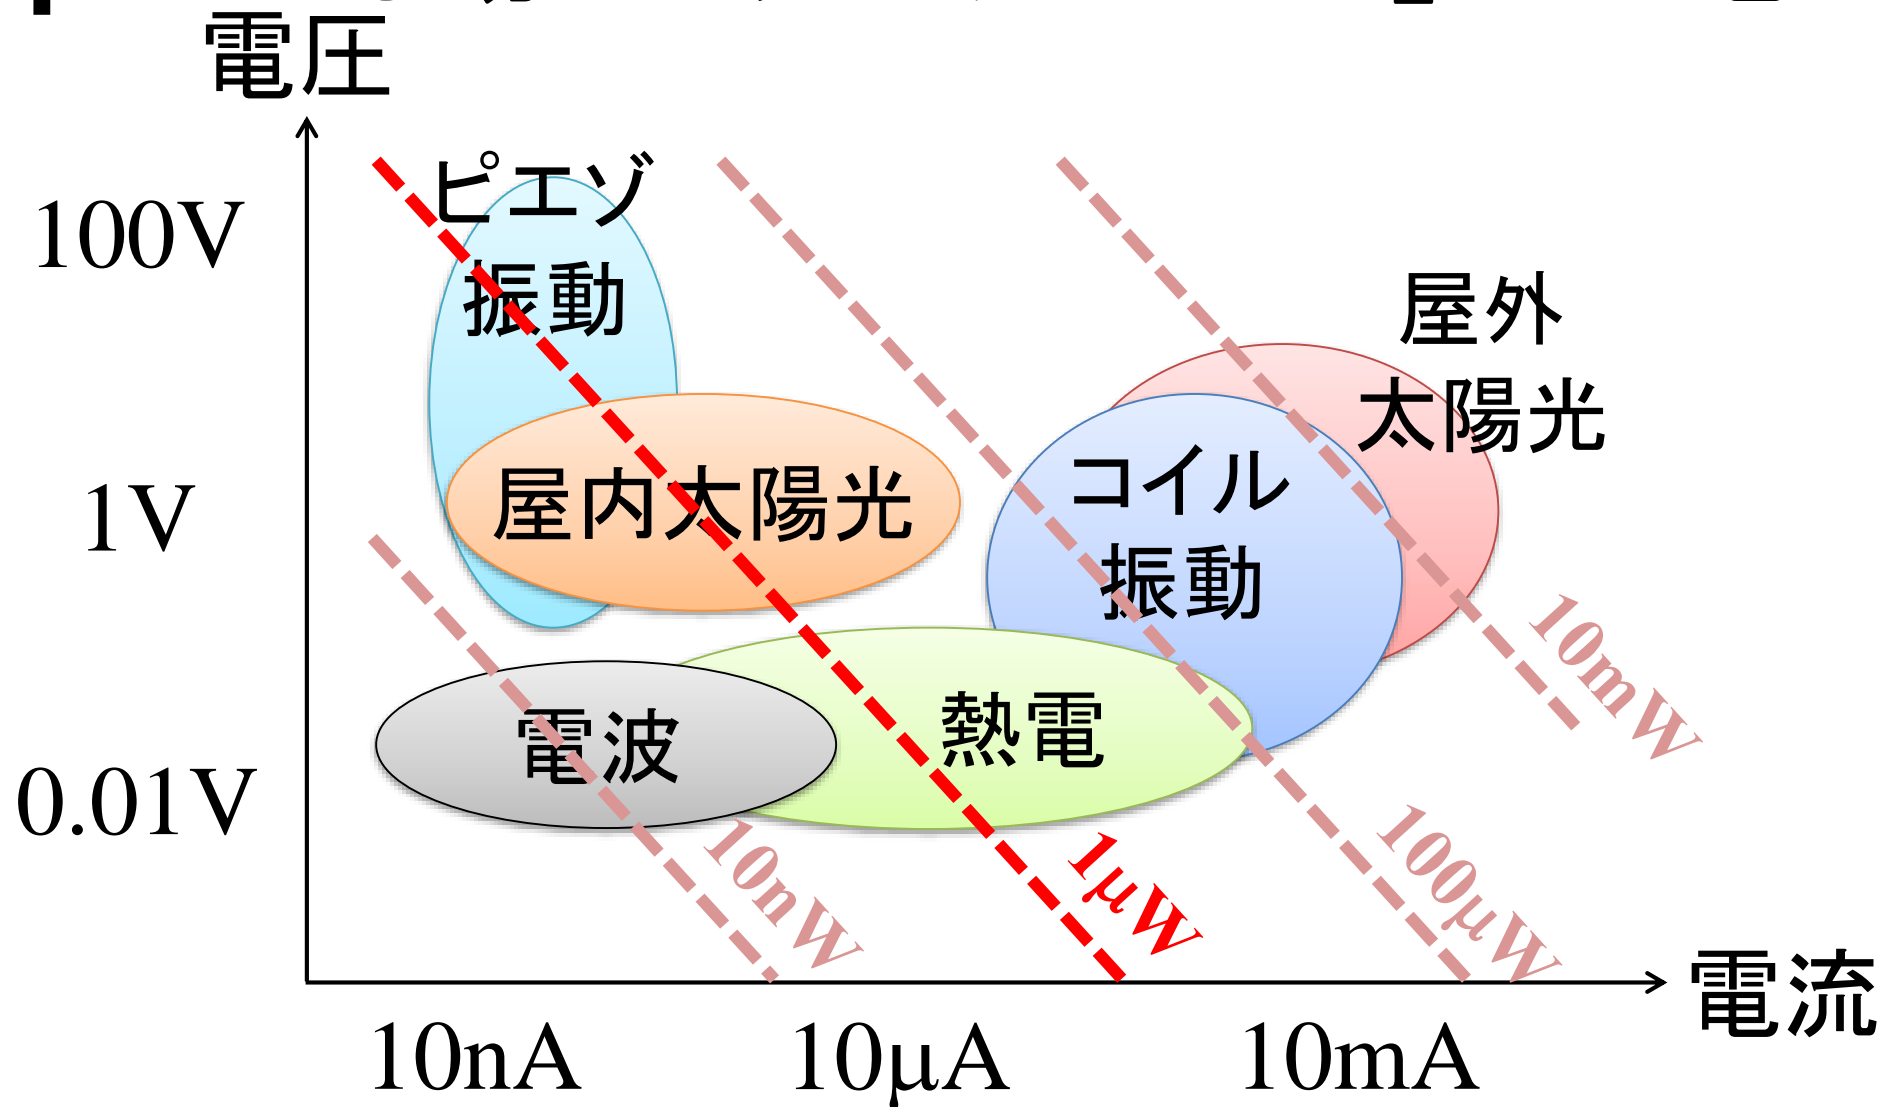 電圧
100V
1V
0.01V
ピエゾ
振動
屋内太陽光
電波
熱電
コイル
振動
屋外
太陽光
10nW
1μW
100μW
10mW
10nA
10μA
10mA
電流